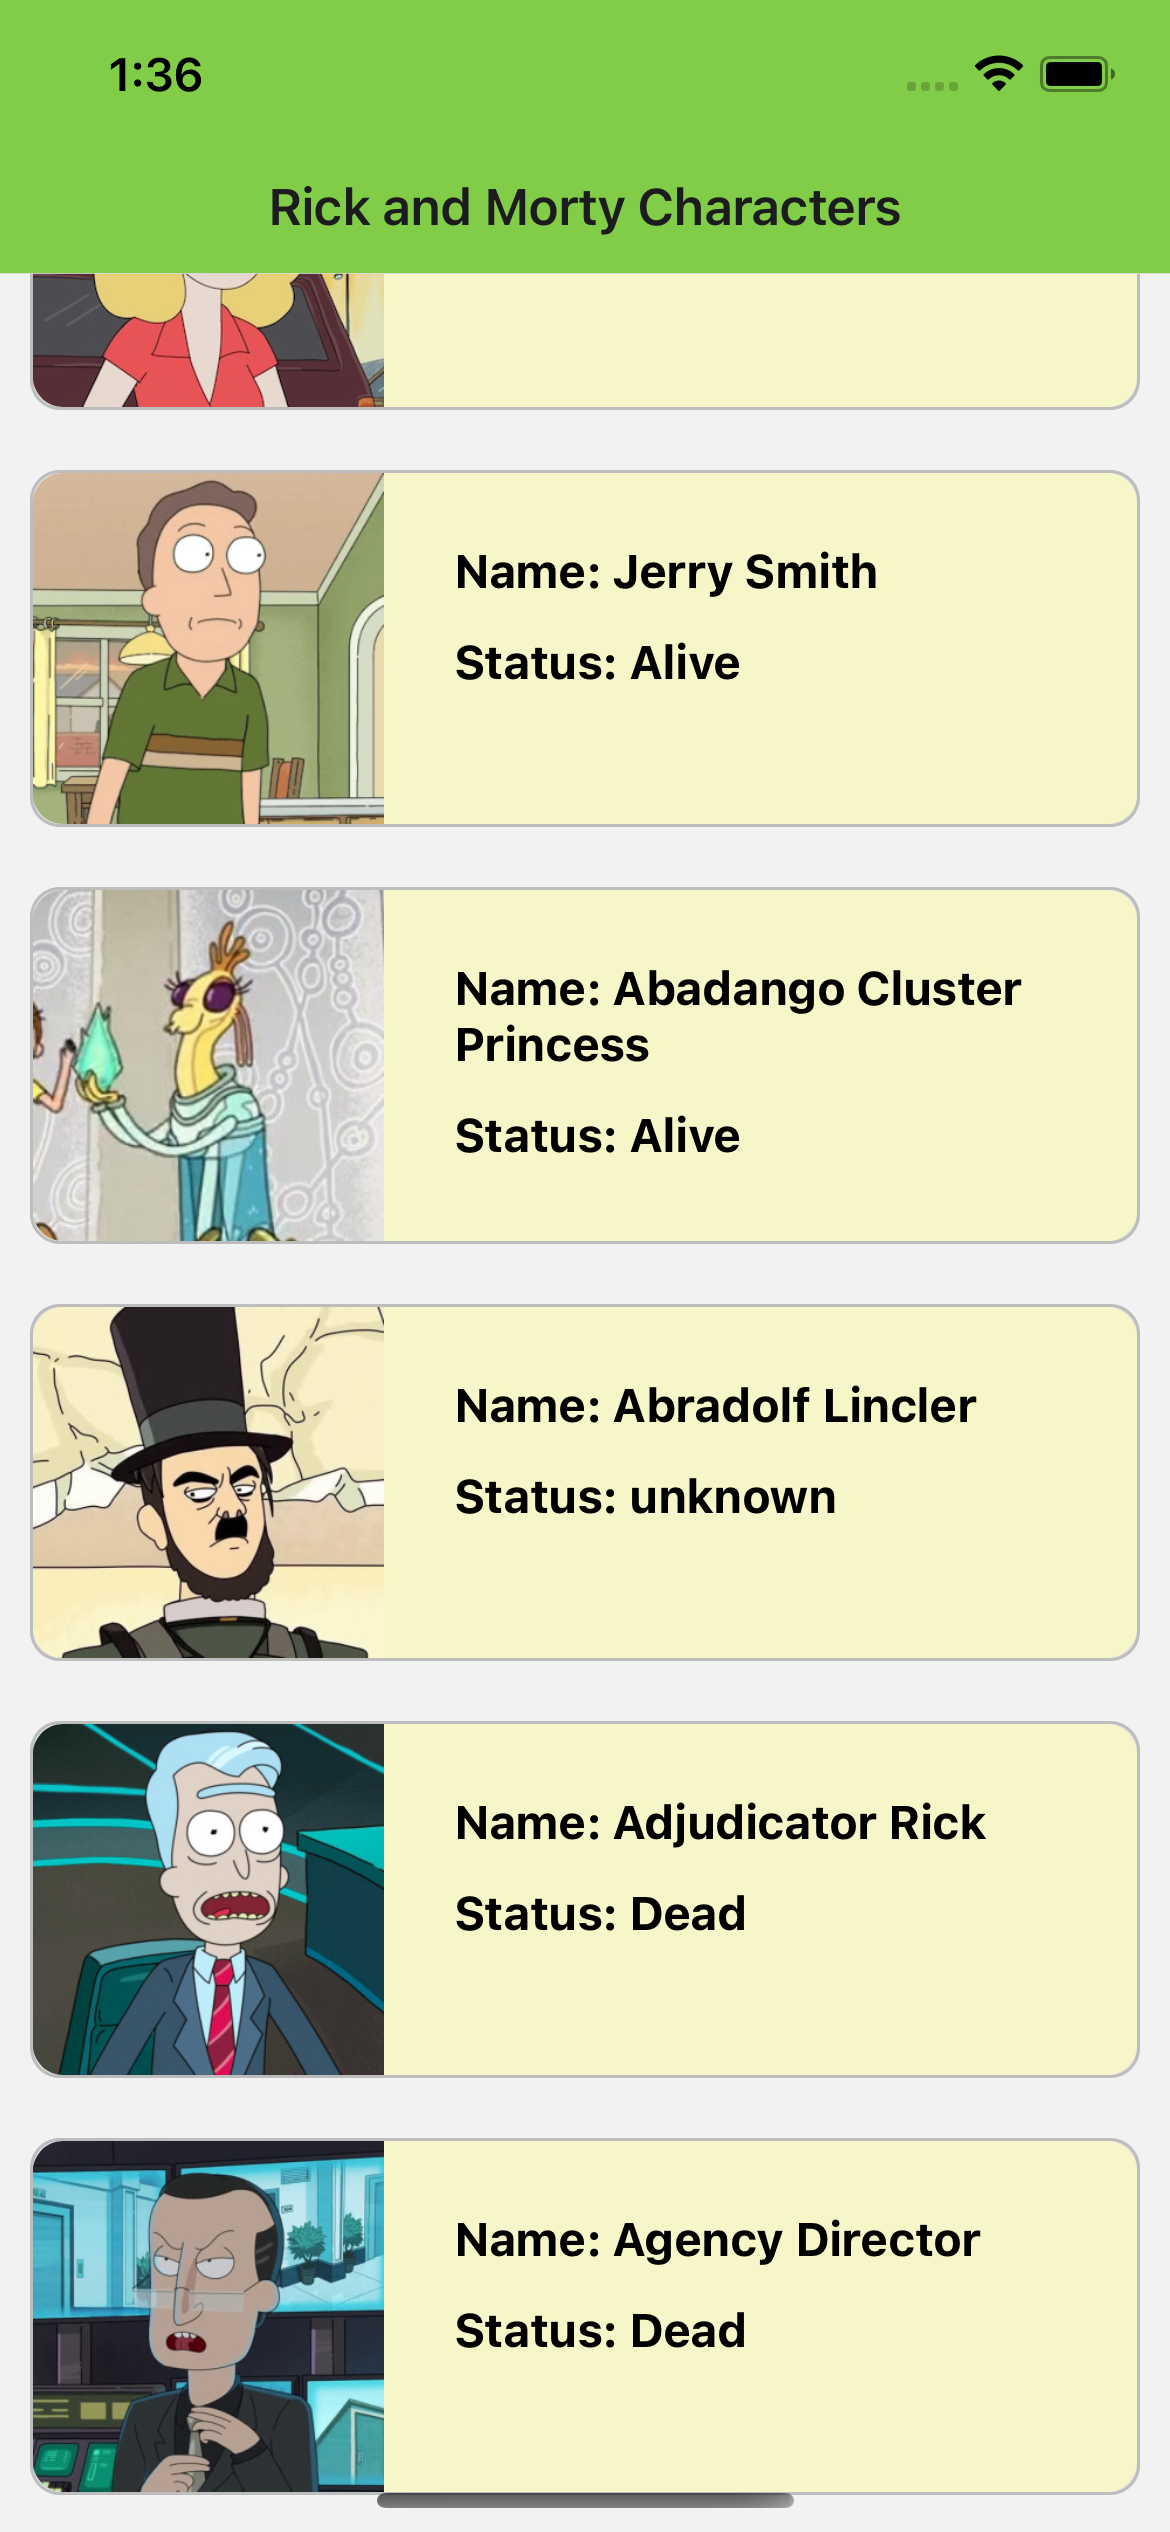 1:36
Rick and Morty Characters
Name: Jerry Smith
Status: Alive
Name: Abadango Cluster
Princess
Status: Alive
Name: Abradolf Lincler
Status: unknown
Name: Adjudicator Rick
Status: Dead
Name: Agency Director
Status: Dead